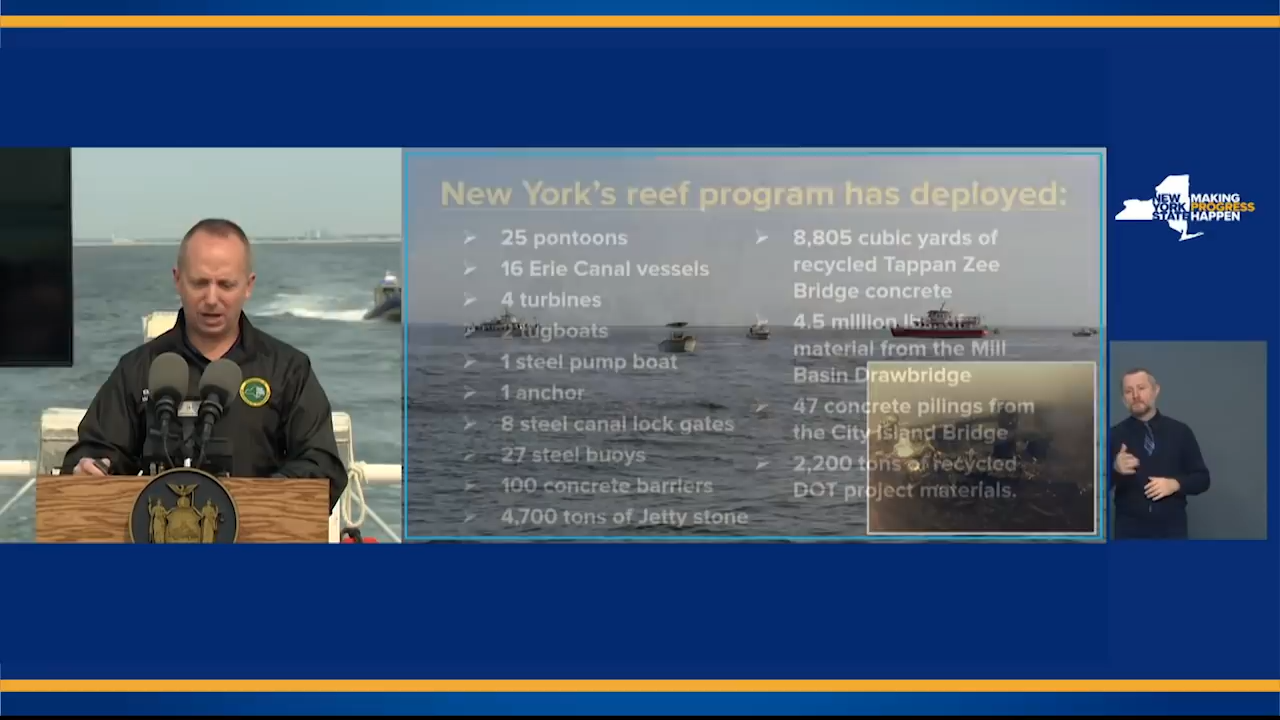 New York's reef program has deployed:
25 pontoons
16 Erie Canal vessels
4 turbines
tugboats
1 steel pump boat
1 anchor
8 steel canal lock gates
27 steel buoys
100 concrete barriers
4,700 tons of Jetty stone
8,805 cubic yards of
recycled Tappan Zee
Bridge concrete
4.5 million
material from the Mill
Basin Drawbridge
47 concrete pilings from
the City Island Bridge
2,200 tons of recycled
DOT project materials.
NEW YORK STATE
MAKING
PROGRESS
HAPPEN